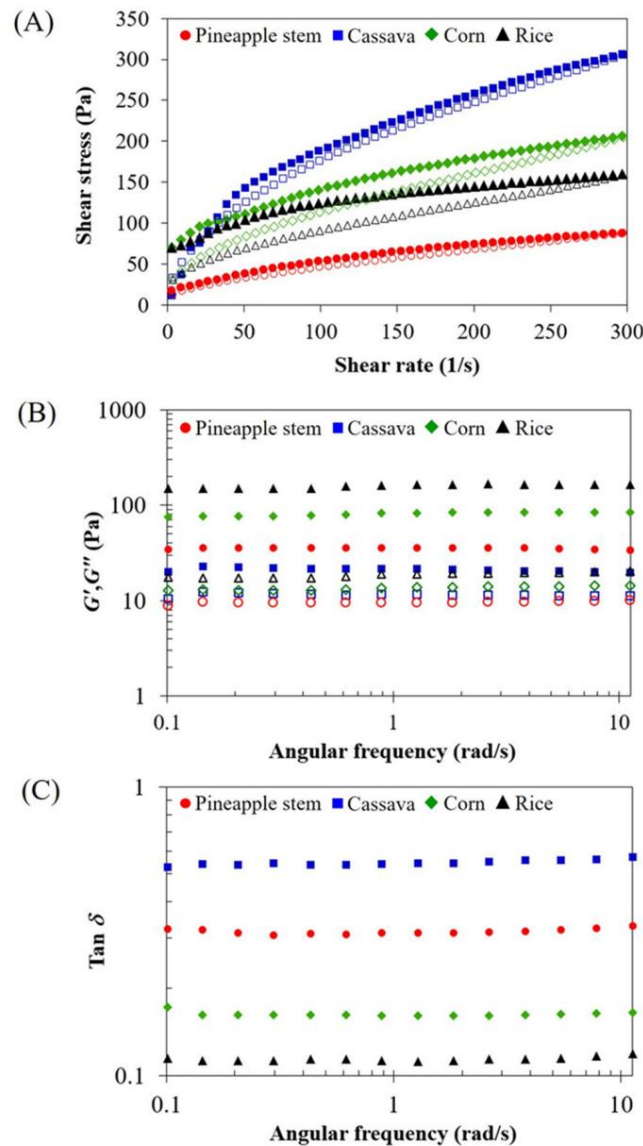 (A)
Pineapple stem Cassava Corn Rice
350
300
250
200
150
100
50
0
0 50 100 150 200 250 300
Shear stress (Pa)
Shear rate (1/s)
(B)
Pineapple stem Cassava Corn Rice
1000
100
10
1
0.1 1 10
G',G" (Pa)
Angular frequency (rad/s)
(C)
Pineapple stem Cassava Corn Rice
1
0.1
0.1 1 10
Tan δ
Angular frequency (rad/s)